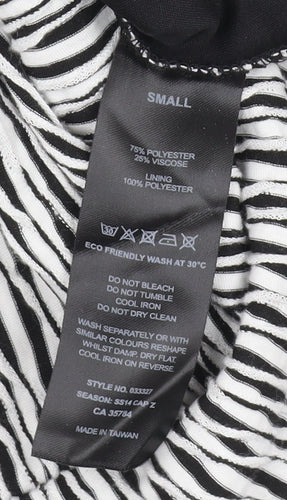 SMALL
75% POLYESTER
25% VISCOSE
LINING
100% POLYESTER
ECO FRIENDLY WASH AT 30°C
DO NOT BLEACH
DO NOT TUMBLE
COOL IRON
DO NOT DRY CLEAN
WASH SEPARATELY OR WITH
SIMILAR COLOURS RESHAPE
WHILST DAMP. DRY FLAT.
COOL IRON ON REVERSE
STYLE NO. 033327
SEASON: SS14 CAP Z
CA 35784
MADE IN TAIWAN